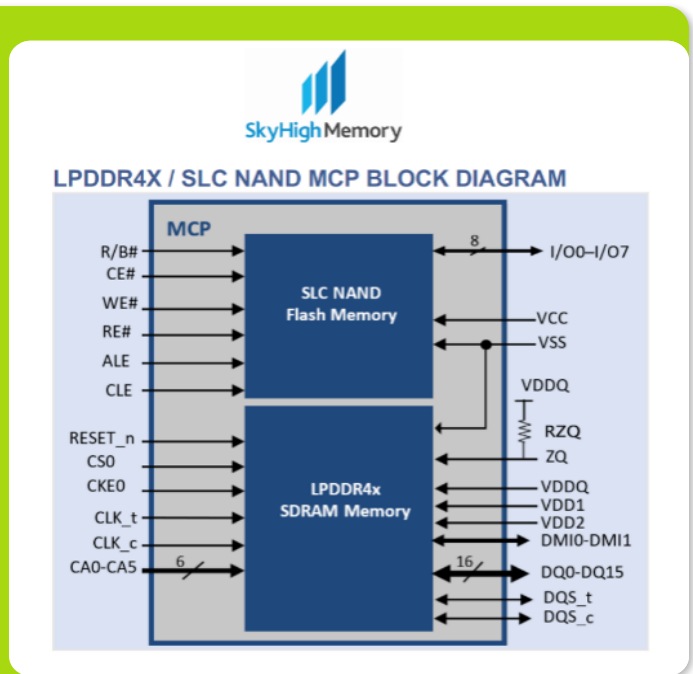 SkyHigh Memory
LPDDR4X / SLC NAND MCP BLOCK DIAGRAM
MCP
R/B#
CE#
WE#
RE#
ALE
CLE
SLC NAND
Flash Memory
8
I/O0–I/O7
VCC
VSS
VDDQ
RZQ
ZQ
RESET_n
CS0
CKE0
CLK_t
CLK_c
CA0-CA5
6
LPDDR4x
SDRAM Memory
VDDQ
VDD1
VDD2
DMI0-DMI1
16
DQ0-DQ15
DQS_t
DQS_c